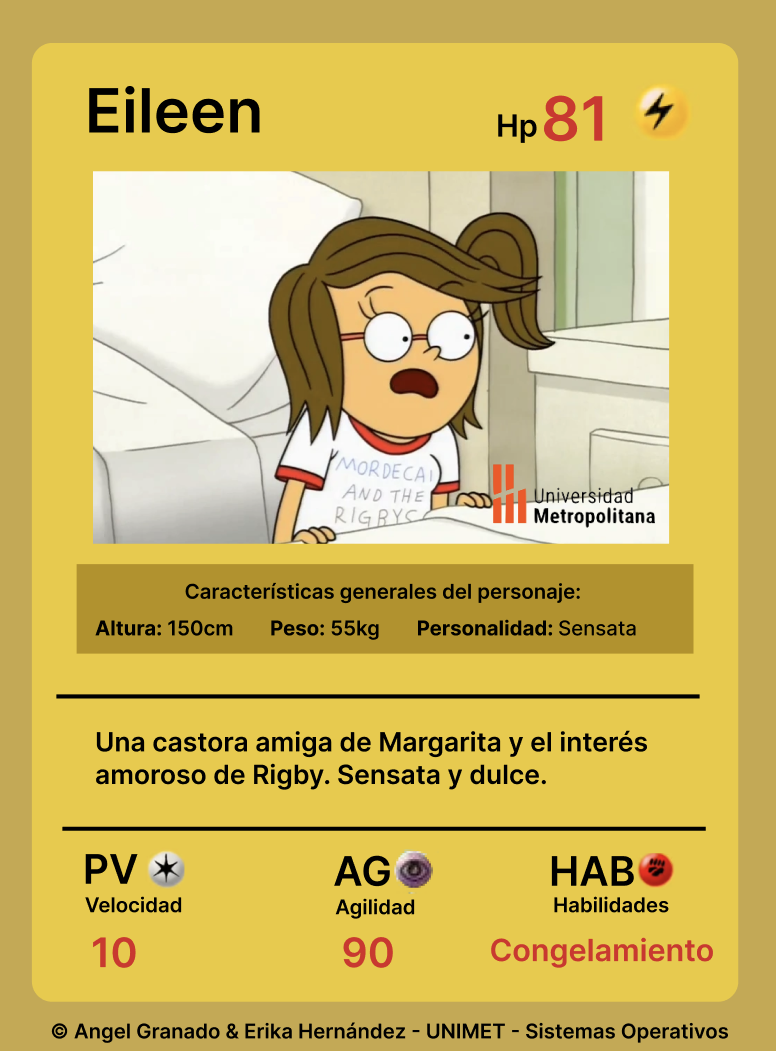 Eileen
Hp 81
MORDECAI
AND THE
RIGBYS
Universidad
Metropolitana
Características generales del personaje:
Altura: 150cm Peso: 55kg Personalidad: Sensata
Una castora amiga de Margarita y el interés
amoroso de Rigby. Sensata y dulce.
PV AG HAB
Velocidad Agilidad Habilidades
10 90 Congelamiento
© Angel Granado & Erika Hernández - UNIMET - Sistemas Operativos